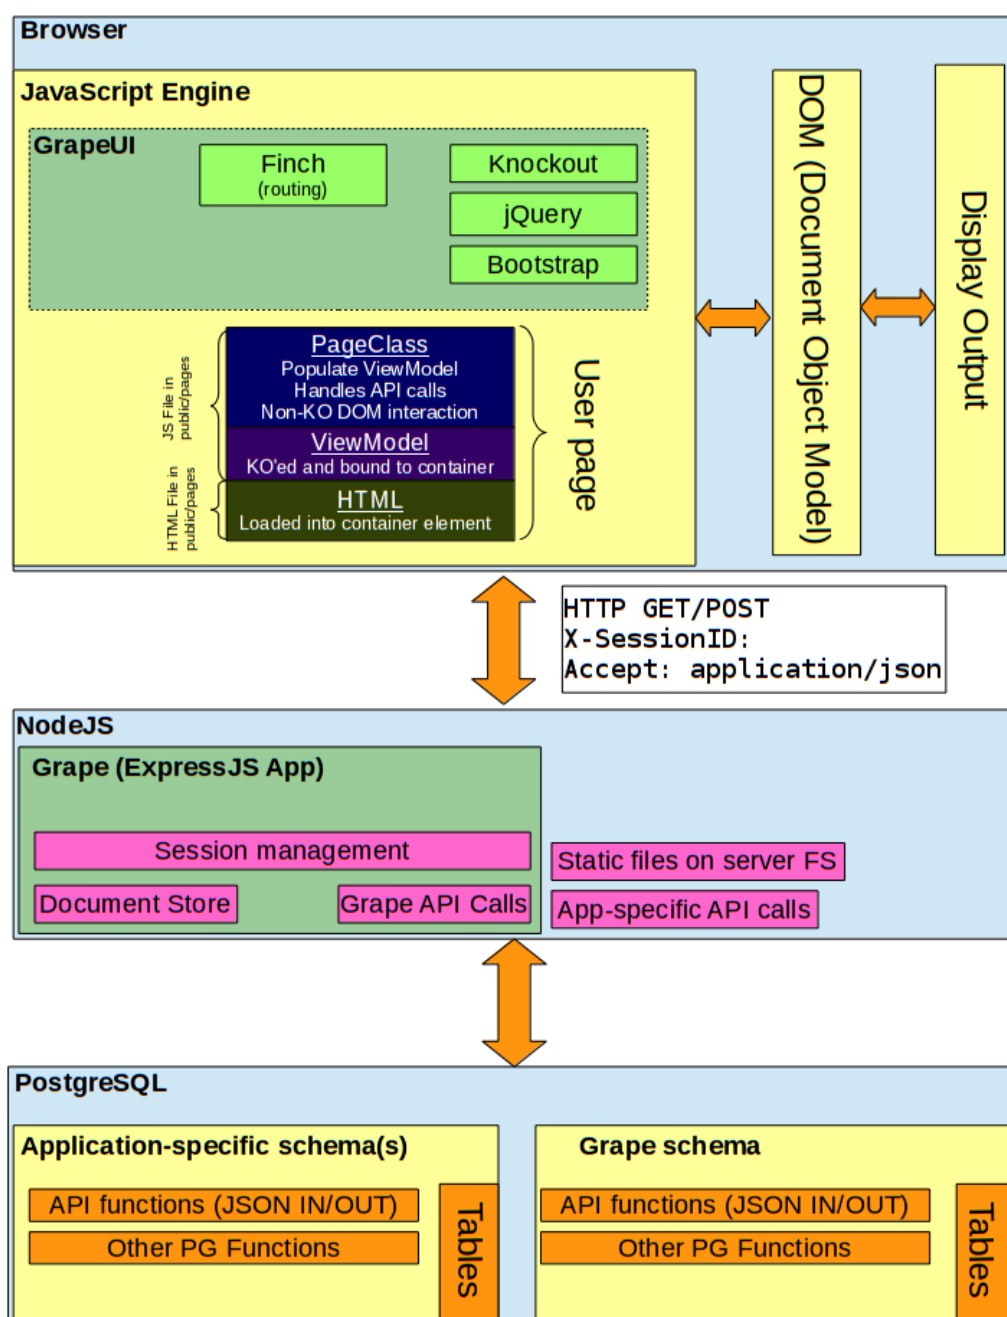 Browser
JavaScript Engine
GrapeUI
Finch
(routing)
Knockout
jQuery
Bootstrap
PageClass
Populate ViewModel
Handles API calls
Non-KO DOM interaction
ViewModel
KO'ed and bound to container
HTML
Loaded into container element
JS File in
public/pages
HTML File in
public/pages
User page
DOM (Document Object Model)
Display Output
HTTP GET/POST
X-SessionID:
Accept: application/json
NodeJS
Grape (ExpressJS App)
Session management
Document Store
Grape API Calls
Static files on server FS
App-specific API calls
PostgreSQL
Application-specific schema(s)
API functions (JSON IN/OUT)
Other PG Functions
Tables
Grape schema
API functions (JSON IN/OUT)
Other PG Functions
Tables